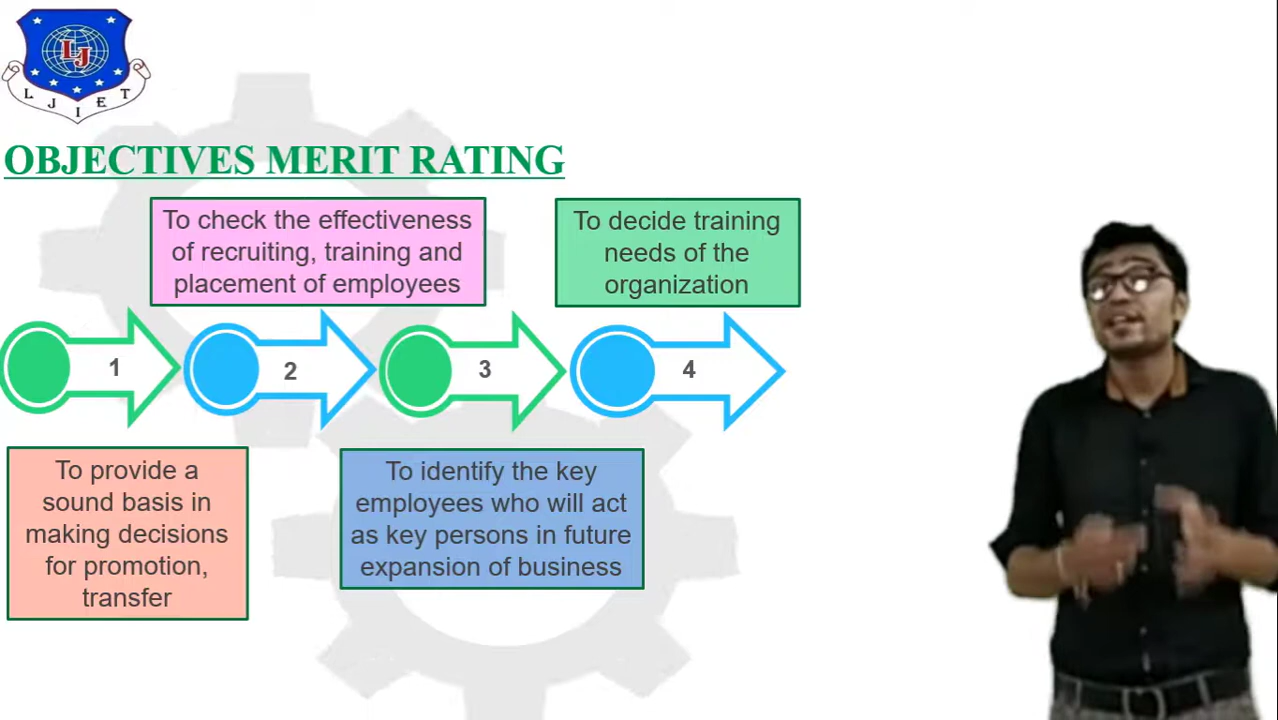 LJ
LJIET
OBJECTIVES MERIT RATING
To check the effectiveness
of recruiting, training and
placement of employees
To decide training
needs of the
organization
1
2
3
4
To provide a
sound basis in
making decisions
for promotion,
transfer
To identify the key
employees who will act
as key persons in future
expansion of business